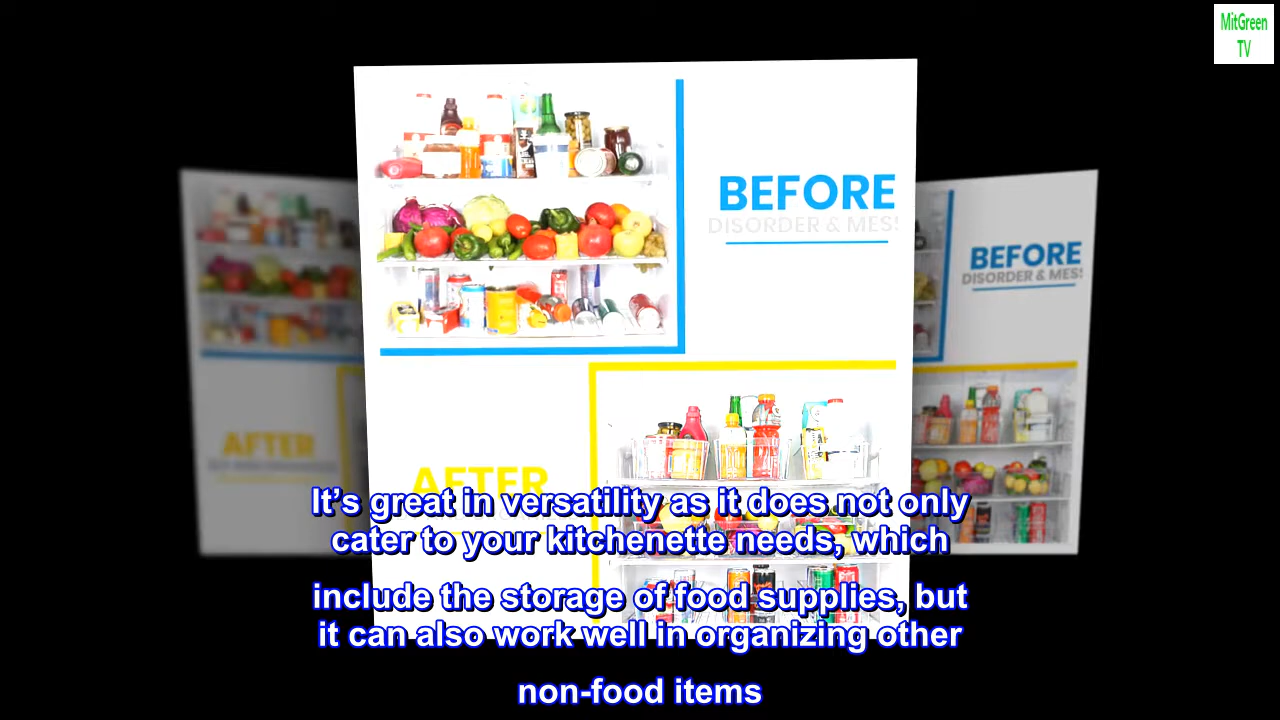 MitGreen
TV
BEFORE
DISORDER & MES!
BEFORE
DISORDER & MES!
AFTER
AFTER
It's great in versatility as it does not only
cater to your kitchenette needs, which
include the storage of food supplies, but
it can also work well in organizing other
non-food items